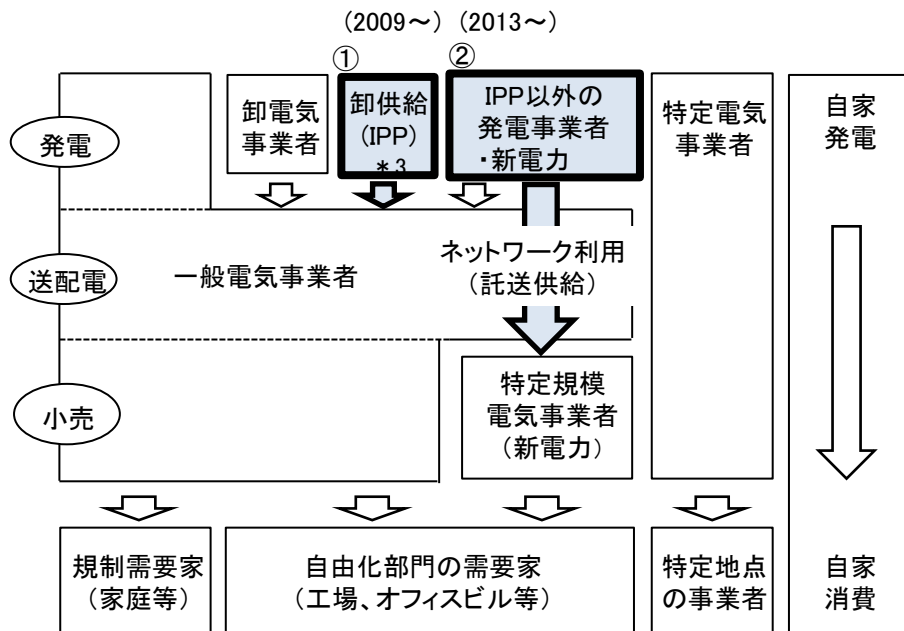 (2009～)
(2013～)
①
②
発電
卸電気
事業者
卸供給
(IPP)
＊3
IPP以外の
発電事業者
・新電力
特定電気
事業者
自家
発電
送配電
一般電気事業者
ネットワーク利用
（託送供給）
小売
特定規模
電気事業者
（新電力）
規制需要家
（家庭等）
自由化部門の需要家
（工場、オフィスビル等）
特定地点
の事業者
自家
消費